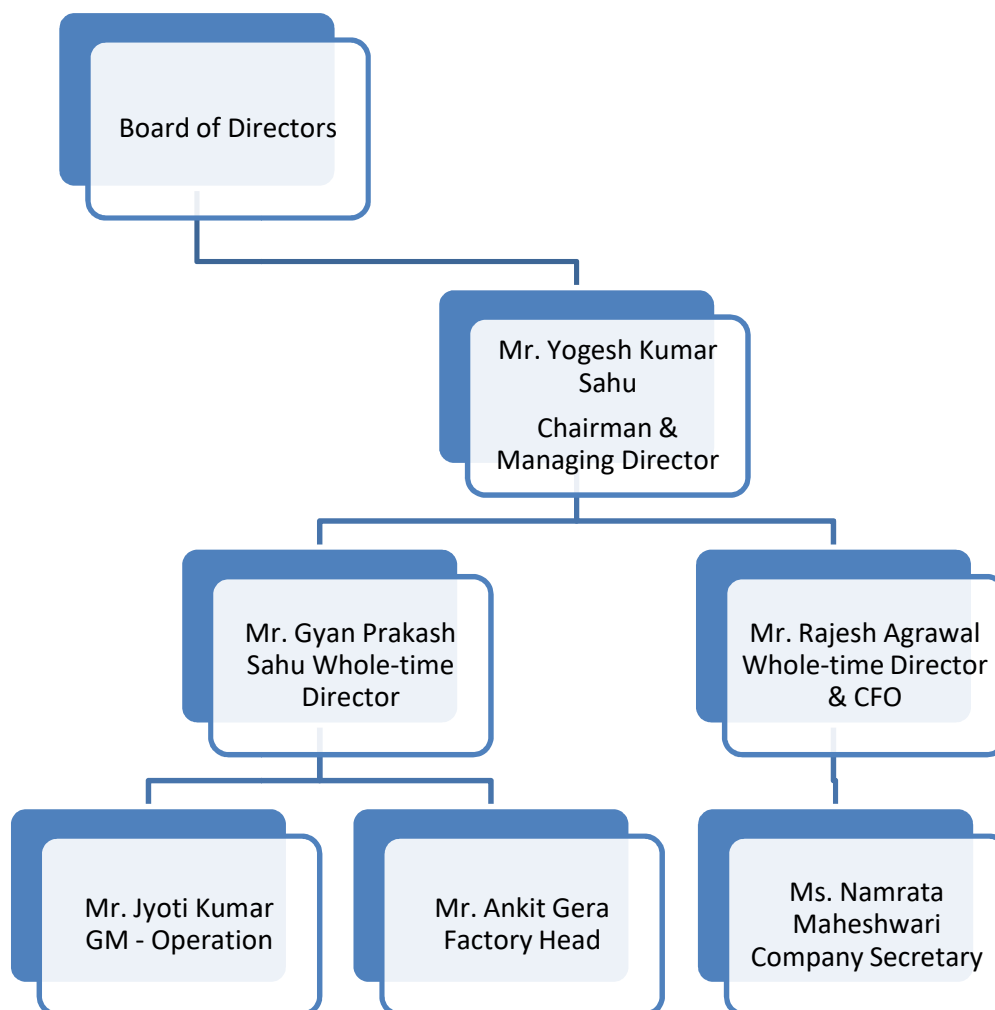 Board of Directors
Mr. Yogesh Kumar
Sahu
Chairman &
Managing Director
Mr. Gyan Prakash
Sahu Whole-time
Director
Mr. Rajesh Agrawal
Whole-time Director
& CFO
Mr. Jyoti Kumar
GM - Operation
Mr. Ankit Gera
Factory Head
Ms. Namrata
Maheshwari
Company Secretary